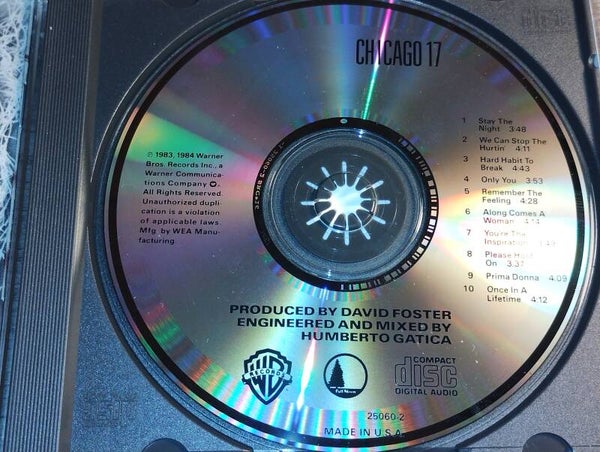 CHICAGO 17
1 Stay The
Night 3:48
2 We Can Stop The
Hurtin' 4:11
3 Hard Habit To
Break 4:43
4 Only You 3:53
5 Remember The
Feeling 4:28
6 Along Comes A
Woman
7 You're The
Inspiration
8 Please Hold
On 3:37
9 Prima Donna 4:09
10 Once In A
Lifetime 4:12
℗ 1983, 1984 Warner
Bros. Records Inc., a
Warner Communica-
tions Company
All Rights Reserved.
Unauthorized dupli-
cation is a violation
of applicable laws.
Mfg. by WEA Manu-
facturing.
PRODUCED BY DAVID FOSTER
ENGINEERED AND MIXED BY
HUMBERTO GATICA
WB
RECORDS
Full Moon
COMPACT
disc
DIGITAL AUDIO
25060-2
MADE IN U.S.A.